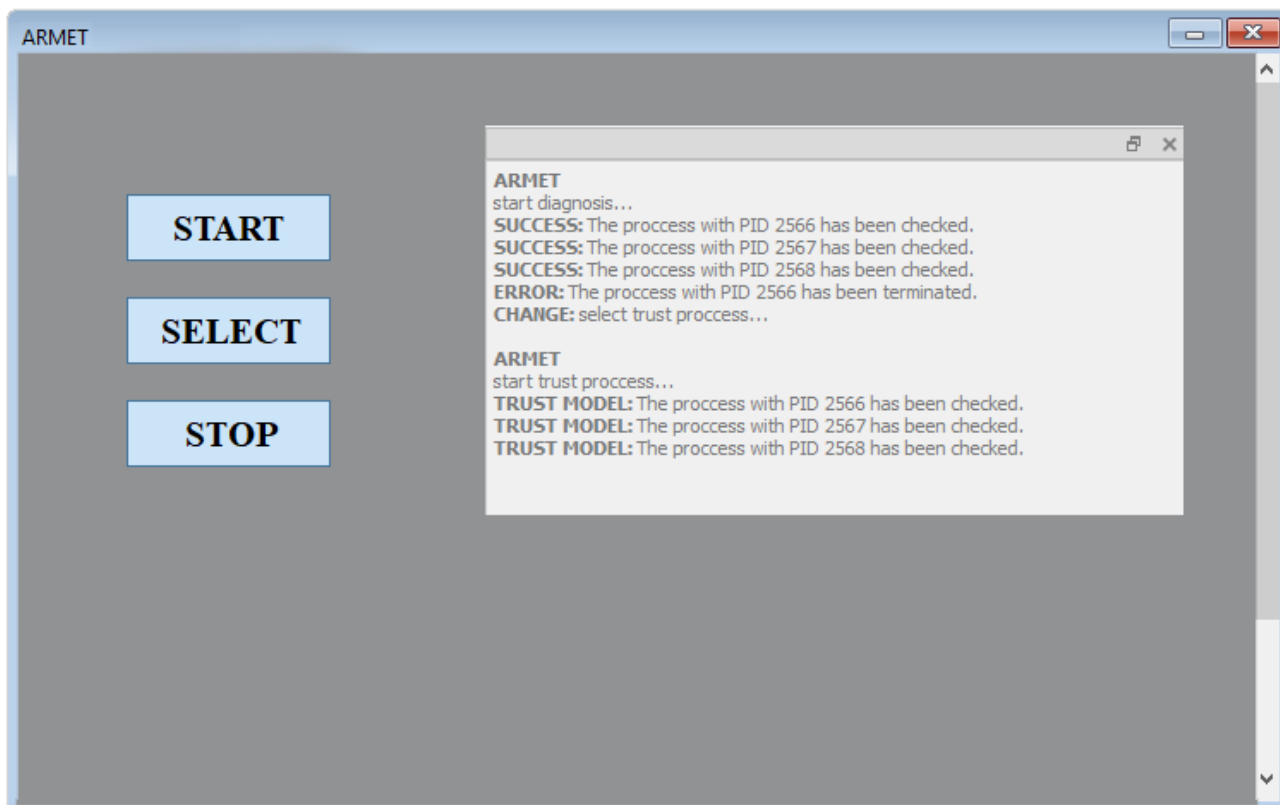 ARMET
START
SELECT
STOP
ARMET
start diagnosis...
SUCCESS: The proccess with PID 2566 has been checked.
SUCCESS: The proccess with PID 2567 has been checked.
SUCCESS: The proccess with PID 2568 has been checked.
ERROR: The proccess with PID 2566 has been terminated.
CHANGE: select trust proccess...
ARMET
start trust proccess...
TRUST MODEL: The proccess with PID 2566 has been checked.
TRUST MODEL: The proccess with PID 2567 has been checked.
TRUST MODEL: The proccess with PID 2568 has been checked.